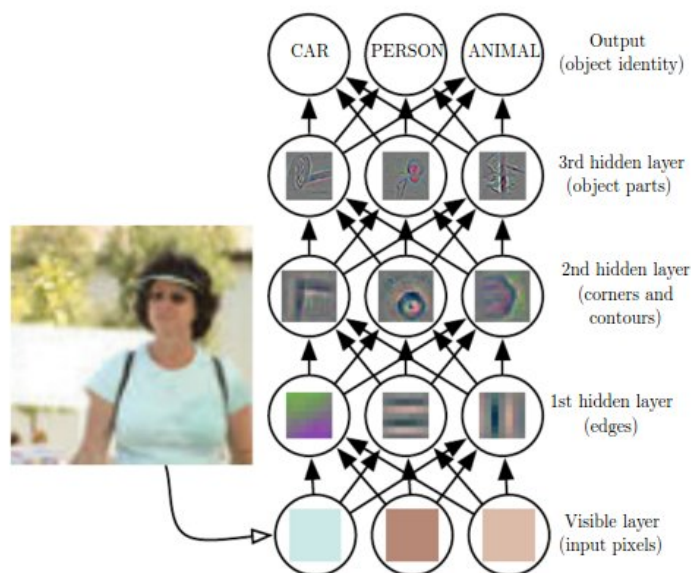 CAR PERSON ANIMAL
Output
(object identity)
3rd hidden layer
(object parts)
2nd hidden layer
(corners and
contours)
1st hidden layer
(edges)
Visible layer
(input pixels)